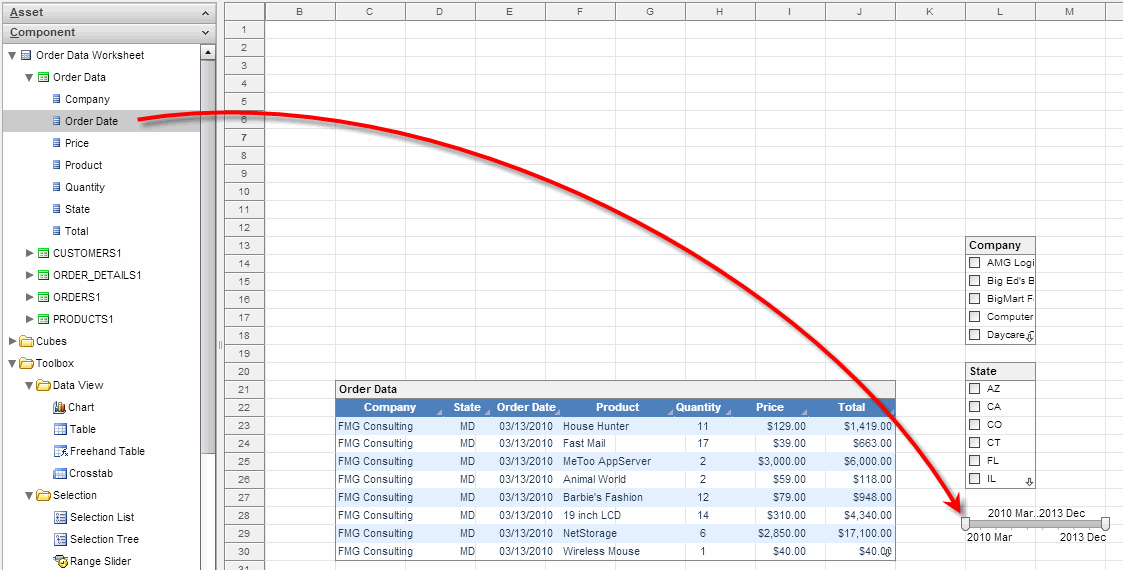 Asset
Component
Order Data Worksheet
Order Data
Company
Order Date
Price
Product
Quantity
State
Total
CUSTOMERS1
ORDER_DETAILS1
ORDERS1
PRODUCTS1
Cubes
Toolbox
Data View
Chart
Table
Freehand Table
Crosstab
Selection
Selection List
Selection Tree
Range Slider
B C D E F G H I J K L M
1
2
3
4
5
6
7
8
9
10
11
12
13
14
15
16
17
18
19
20
21
22
23
24
25
26
27
28
29
30
31
Order Data
Company State Order Date Product Quantity Price Total
FMG Consulting MD 03/13/2010 House Hunter 11 $129.00 $1,419.00
FMG Consulting MD 03/13/2010 Fast Mail 17 $39.00 $663.00
FMG Consulting MD 03/13/2010 MeToo AppServer 2 $3,000.00 $6,000.00
FMG Consulting MD 03/13/2010 Animal World 2 $59.00 $118.00
FMG Consulting MD 03/13/2010 Barbie's Fashion 12 $79.00 $948.00
FMG Consulting MD 03/13/2010 19 inch LCD 14 $310.00 $4,340.00
FMG Consulting MD 03/13/2010 NetStorage 6 $2,850.00 $17,100.00
FMG Consulting MD 03/13/2010 Wireless Mouse 1 $40.00 $40.00
Company
AMG Logi
Big Ed's B
BigMart F
Computer
Daycare
State
AZ
CA
CO
CT
FL
IL
2010 Mar..2013 Dec
2010 Mar 2013 Dec